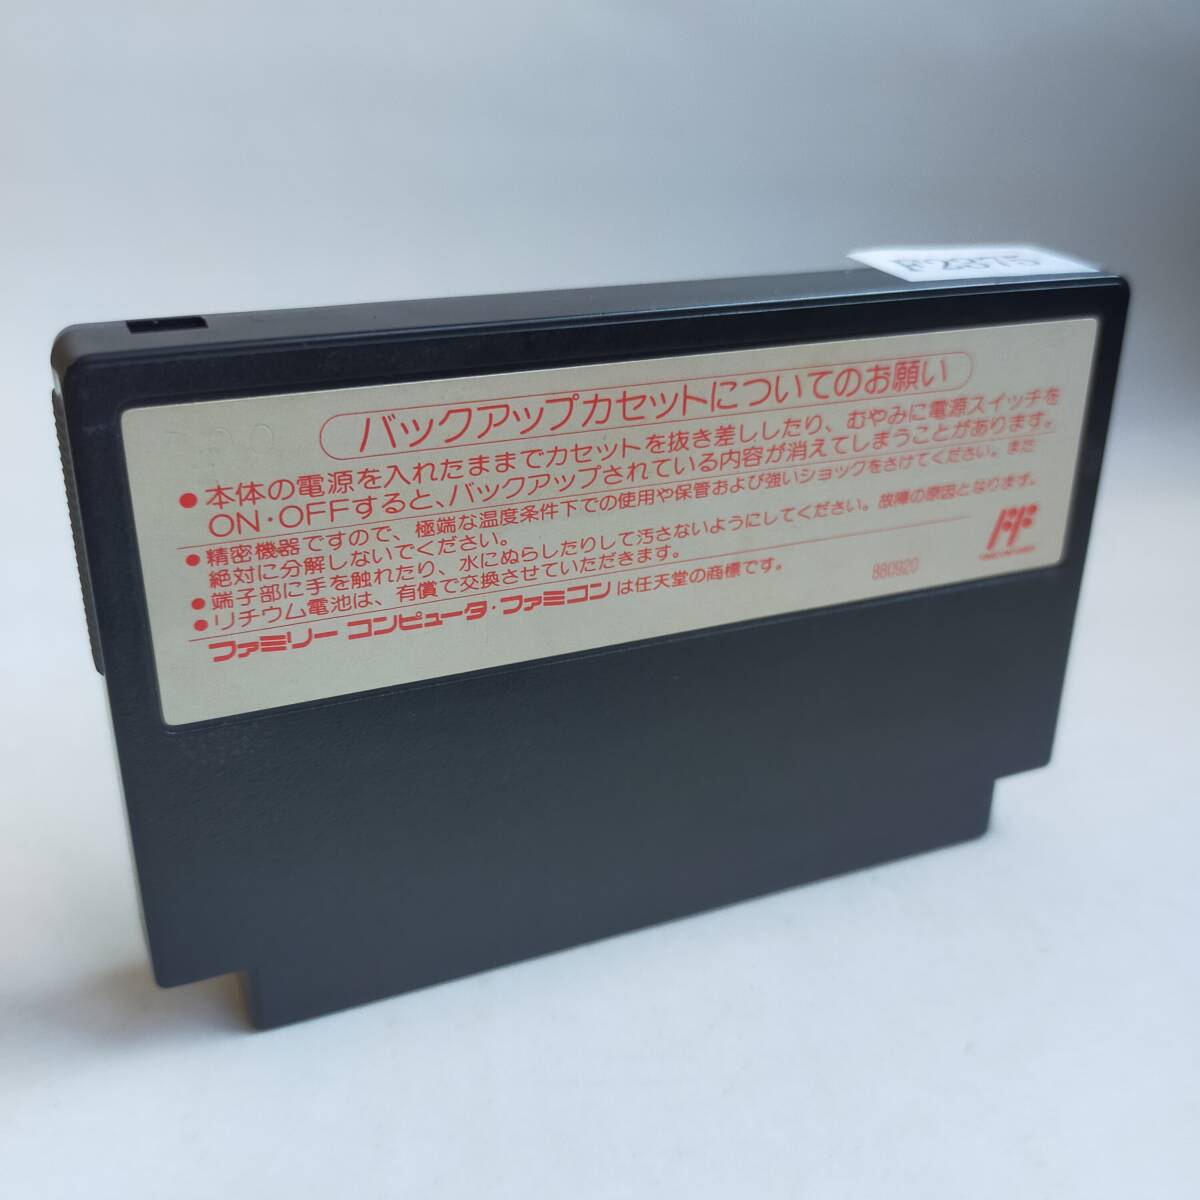 F2375
バックアップカセットについてのお願い
●本体の電源を入れたままでカセットを抜き差ししたり、むやみに電源スイッチを
ON・OFFすると、バックアップされている内容が消えてしまうことがあります。
●精密機器ですので、極端な温度条件下での使用や保管および強いショックをさけてください。また
絶対に分解しないでください。
●端子部に手を触れたり、水にぬらしたりして汚さないようにしてください。故障の原因となります。
●リチウム電池は、有償で交換させていただきます。
ファミリー コンピュータ・ファミコンは任天堂の商標です。
880920